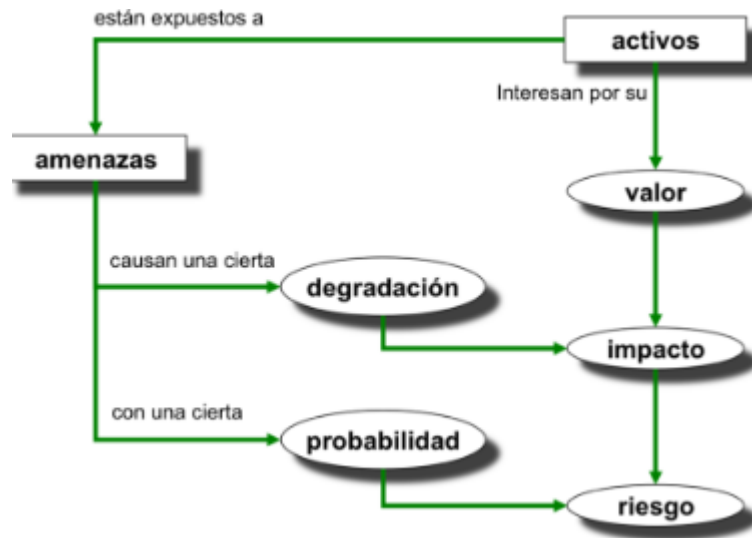 están expuestos a
activos
Interesan por su
amenazas
valor
causan una cierta
degradación
impacto
con una cierta
probabilidad
riesgo